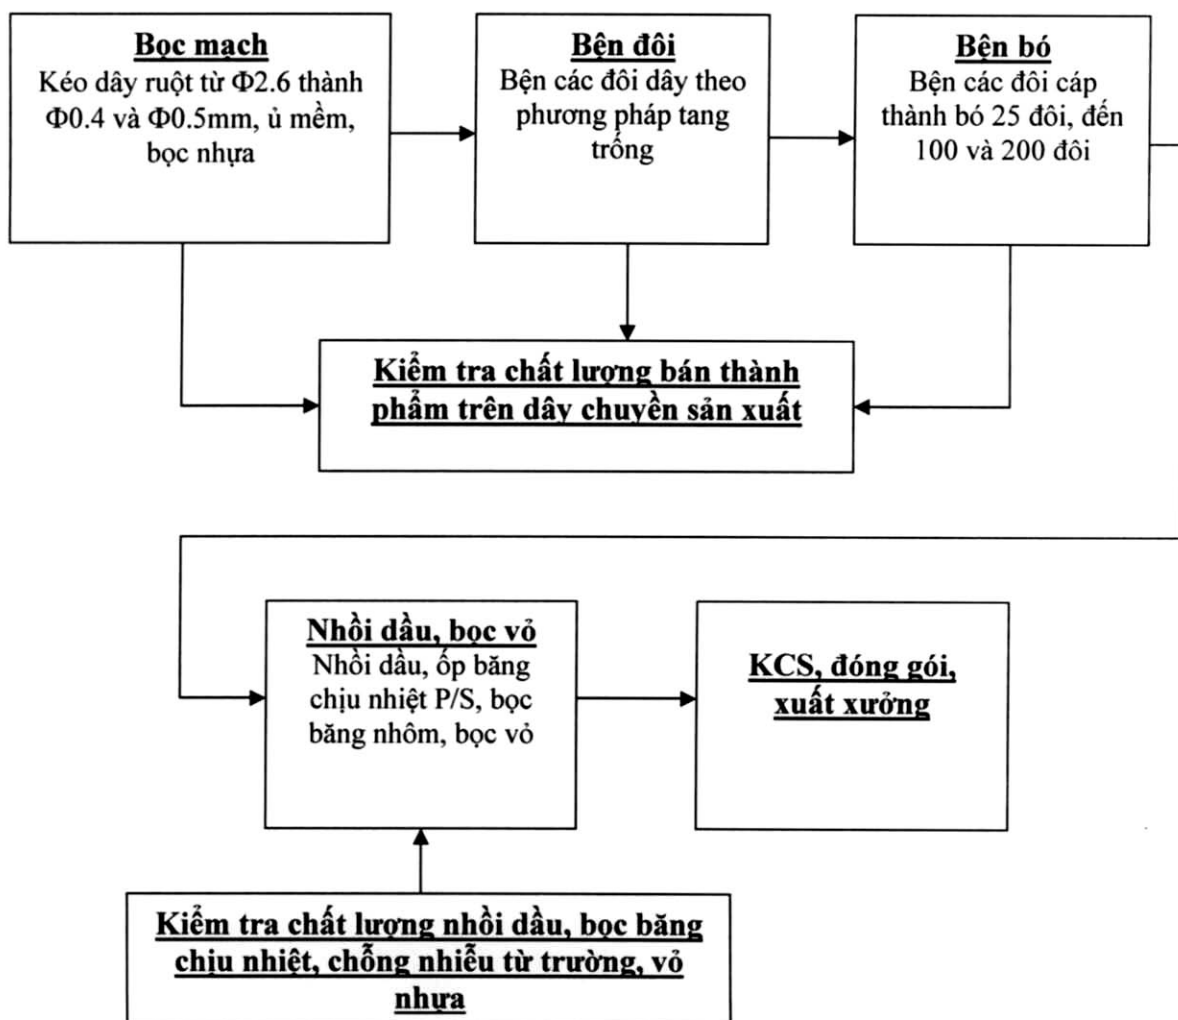 Bọc mạch
Kéo dây ruột từ Φ2.6 thành
Φ0.4 và Φ0.5mm, ủ mềm,
bọc nhựa
Bện đôi
Bện các đôi dây theo
phương pháp tang
trống
Bện bó
Bện các đôi cáp
thành bó 25 đôi, đến
100 và 200 đôi
Kiểm tra chất lượng bán thành
phẩm trên dây chuyền sản xuất
Nhồi dầu, bọc vỏ
Nhồi dầu, ốp băng
chịu nhiệt P/S, bọc
băng nhôm, bọc vỏ
KCS, đóng gói,
xuất xưởng
Kiểm tra chất lượng nhồi dầu, bọc băng
chịu nhiệt, chỗng nhiễu từ trường, vỏ
nhựa